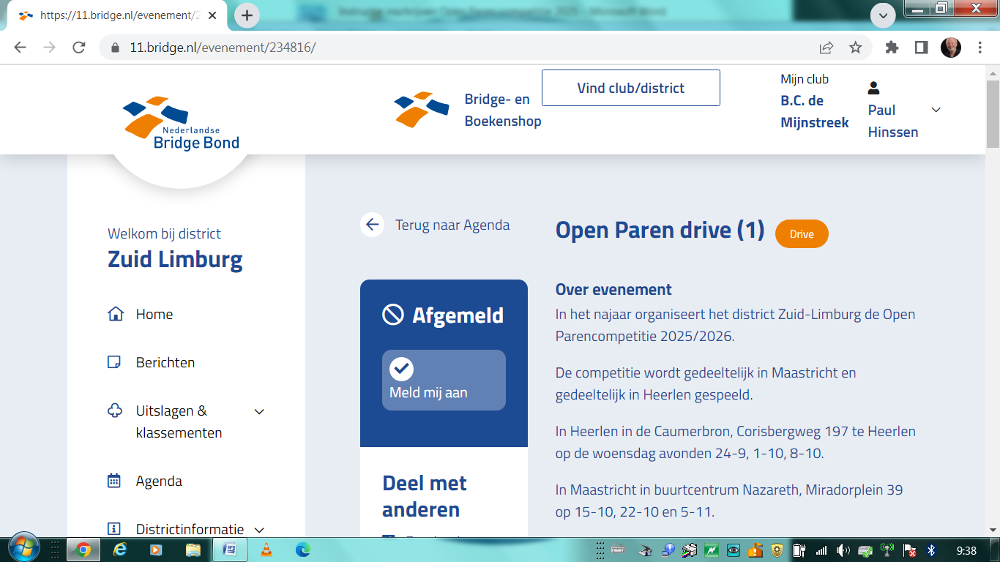 https://11.bridge.nl/evenement/2
11.bridge.nl/evenement/234816/
Nederlandse
Bridge Bond
Bridge- en
Boekenshop
Vind club/district
Mijn club
B.C. de
Mijnstreek
Paul
Hinssen
Welkom bij district
Zuid Limburg
Home
Berichten
Uitslagen &
klassementen
Agenda
Districtinformatie
Terug naar Agenda
Afgemeld
Meld mij aan
Deel met
anderen
Open Paren drive (1)
Drive
Over evenement
In het najaar organiseert het district Zuid-Limburg de Open
Parencompetitie 2025/2026.
De competitie wordt gedeeltelijk in Maastricht en
gedeeltelijk in Heerlen gespeeld.
In Heerlen in de Caumerbron, Corisbergweg 197 te Heerlen
op de woensdag avonden 24-9, 1-10, 8-10.
In Maastricht in buurtcentrum Nazareth, Miradorplein 39
op 15-10, 22-10 en 5-11.
9:38